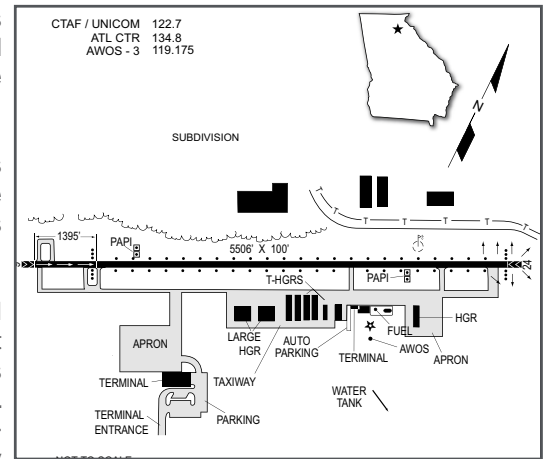 CTAF / UNICOM 122.7
ATL CTR 134.8
AWOS - 3 119.175
N
SUBDIVISION
T T T T T T T
1395'
PAPI
5506' X 100'
24
T-HGRS
PAPI
LARGE
HGR
AUTO
PARKING
FUEL
HGR
APRON
TERMINAL
AWOS
APRON
TERMINAL
TAXIWAY
WATER
TANK
PARKING
TERMINAL
ENTRANCE